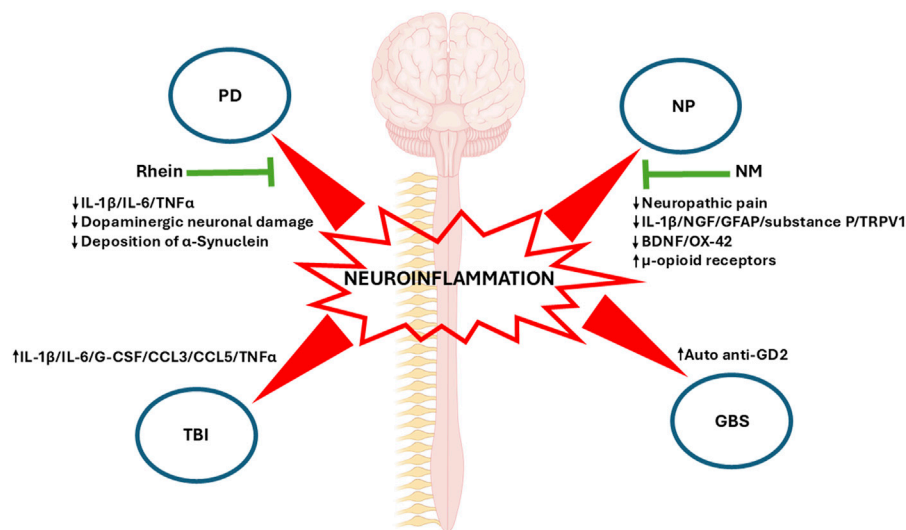 PD
Rhein
↓IL-1β/IL-6/TNFα
↓Dopaminergic neuronal damage
↓Deposition of α-Synuclein
NP
NM
↓Neuropathic pain
↓IL-1β/NGF/GFAP/substance P/TRPV1
↓BDNF/OX-42
↑μ-opioid receptors
NEUROINFLAMMATION
↑IL-1β/IL-6/G-CSF/CCL3/CCL5/TNFα
TBI
↑Auto anti-GD2
GBS